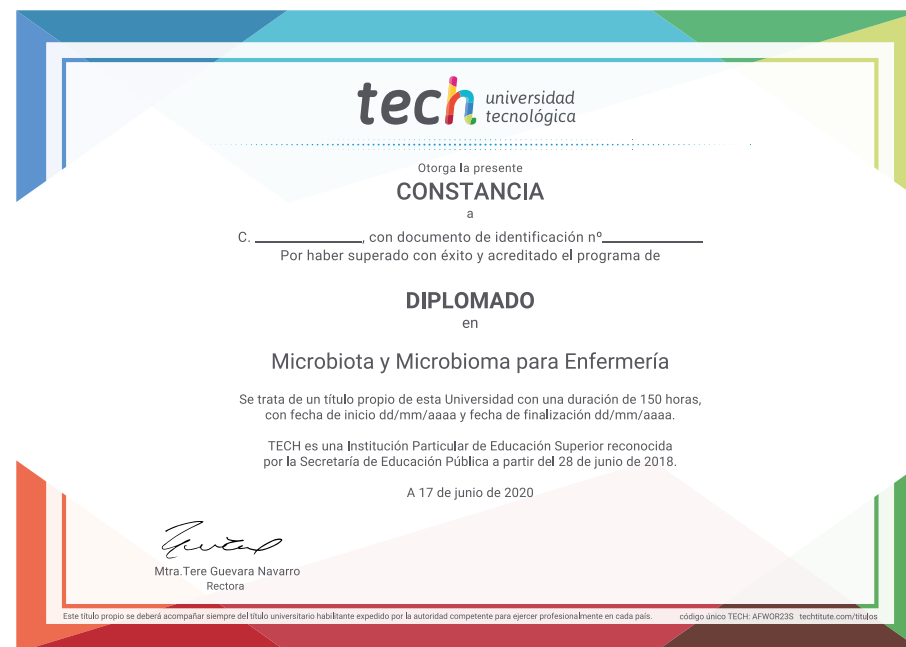 tech universidad
tecnológica
Otorga la presente
CONSTANCIA
a
C. ____________, con documento de identificación nº____________
Por haber superado con éxito y acreditado el programa de
DIPLOMADO
en
Microbiota y Microbioma para Enfermería
Se trata de un título propio de esta Universidad con una duración de 150 horas,
con fecha de inicio dd/mm/aaaa y fecha de finalización dd/mm/aaaa.
TECH es una Institución Particular de Educación Superior reconocida
por la Secretaría de Educación Pública a partir del 28 de junio de 2018.
A 17 de junio de 2020
Mtra.Tere Guevara Navarro
Rectora
Este título propio se deberá acompañar siempre del título universitario habilitante expedido por la autoridad competente para ejercer profesionalmente en cada país. código único TECH: AFWOR23S techtitute.com/titulos